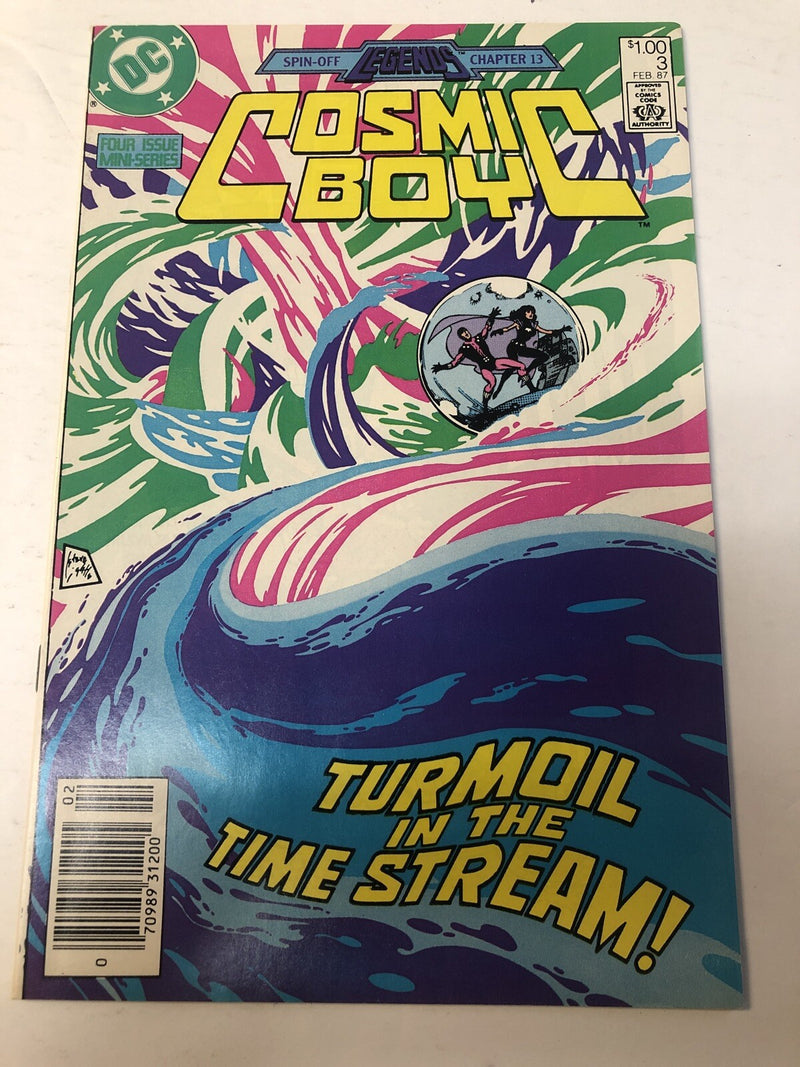 DC
®
SPIN-OFF LEGENDS™ CHAPTER 13
$1.00
3
FEB. 87
APPROVED
BY THE
COMICS
CODE
AUTHORITY
FOUR ISSUE
MINI-SERIES
COSMIC
BOY
™
TURMOIL
IN THE
TIME STREAM!
02
0 70989 31200